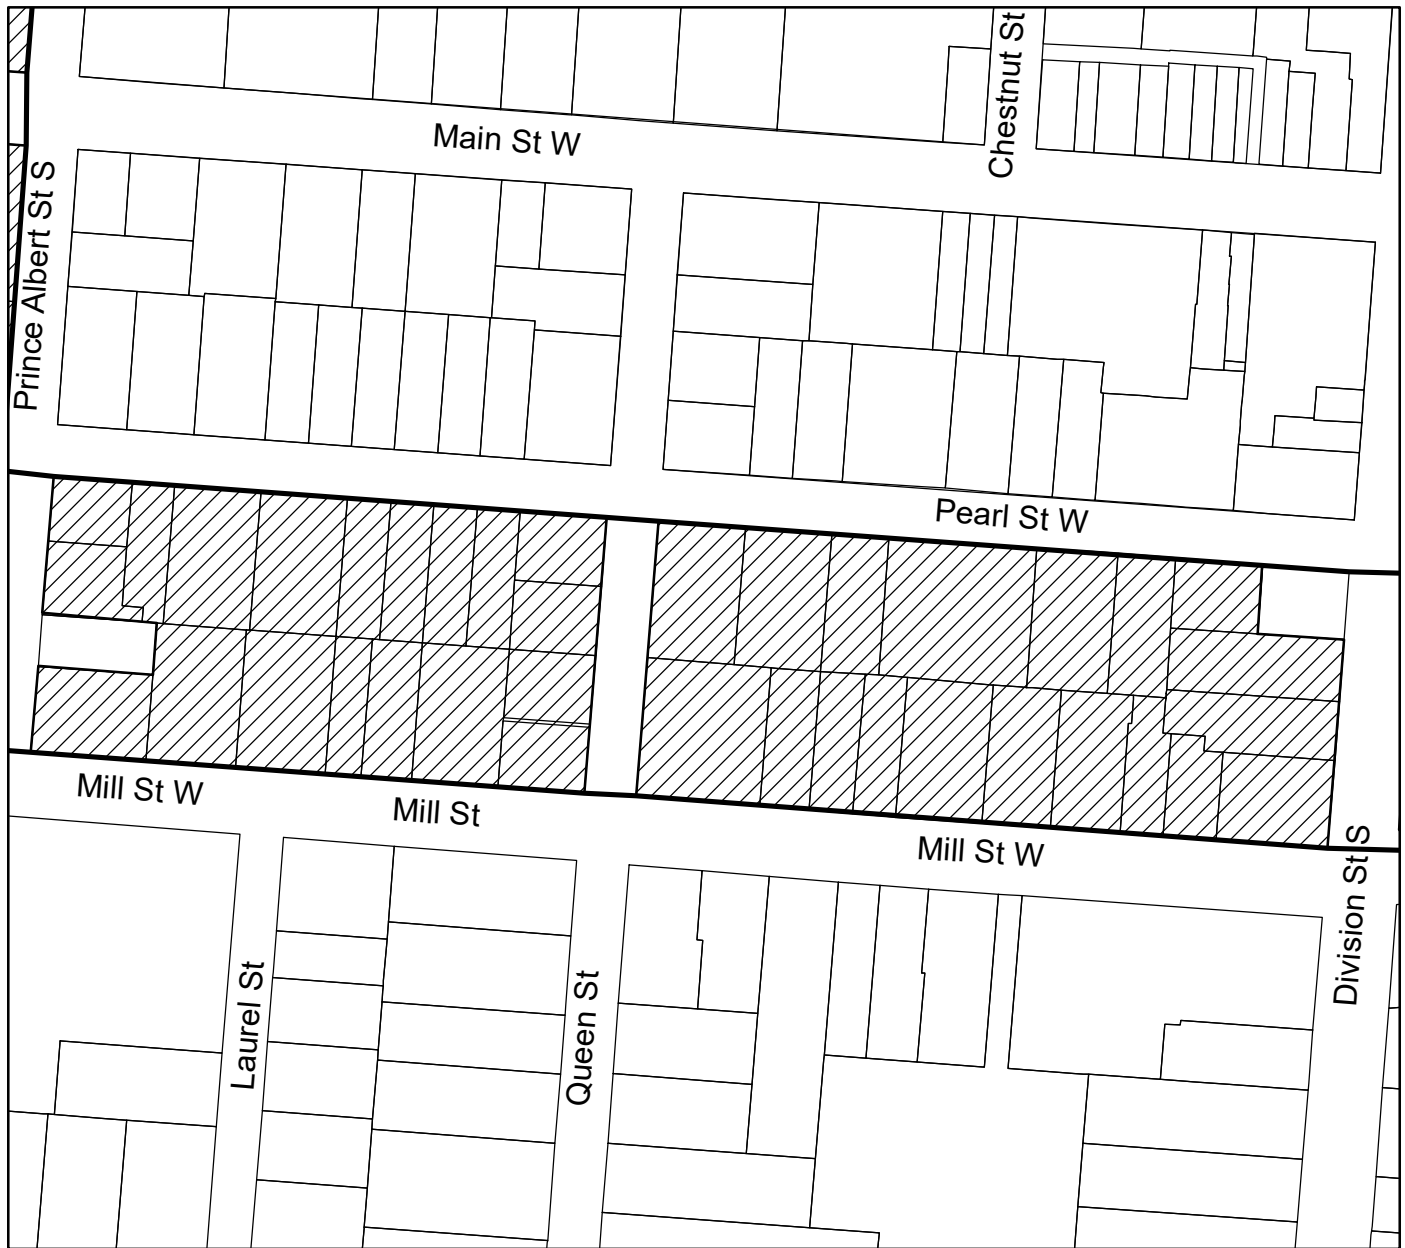 Chestnut St
Main St W
Prince Albert St S
Pearl St W
Mill St W
Mill St
Mill St W
Division St S
Laurel St
Queen St